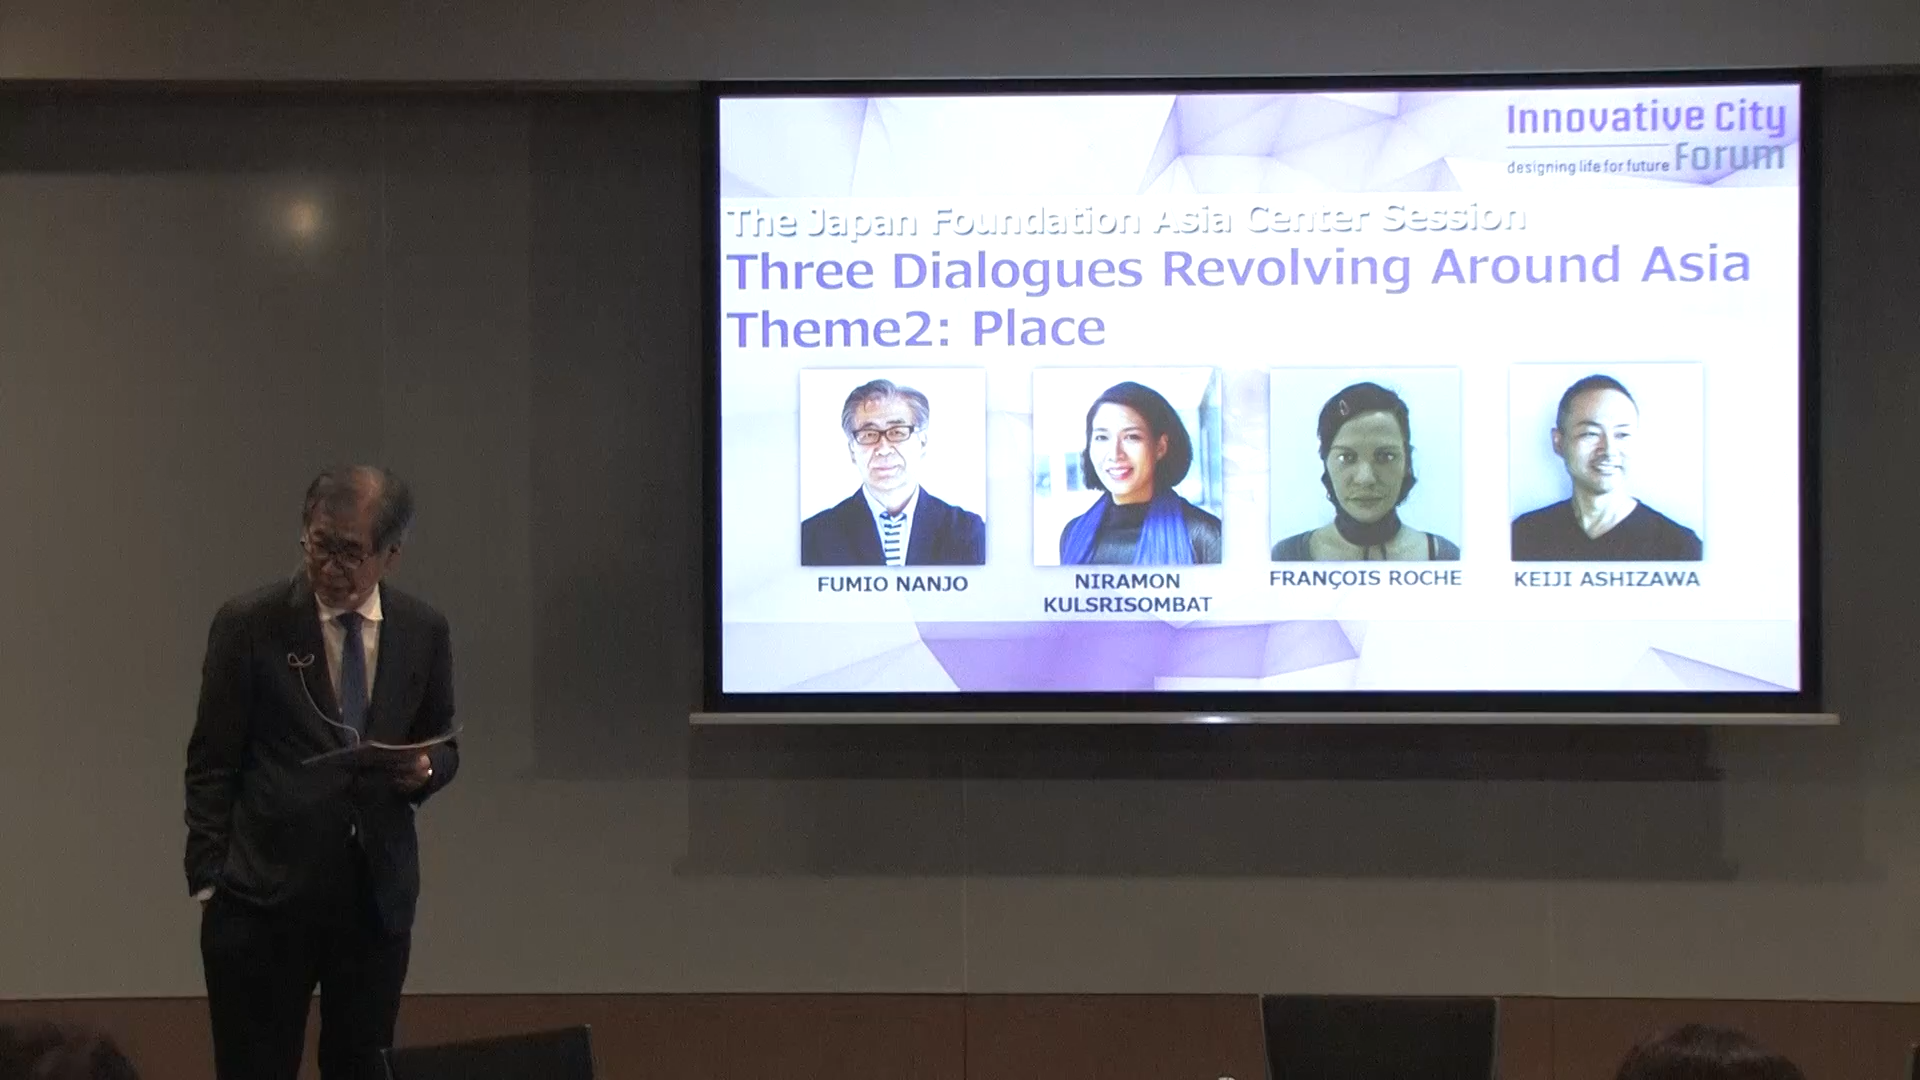 Innovative City
designing life for future Forum
The Japan Foundation Asia Center Session
Three Dialogues Revolving Around Asia
Theme2: Place
FUMIO NANJO
NIRAMON
KULSRISOMBAT
FRANÇOIS ROCHE
KEIJI ASHIZAWA